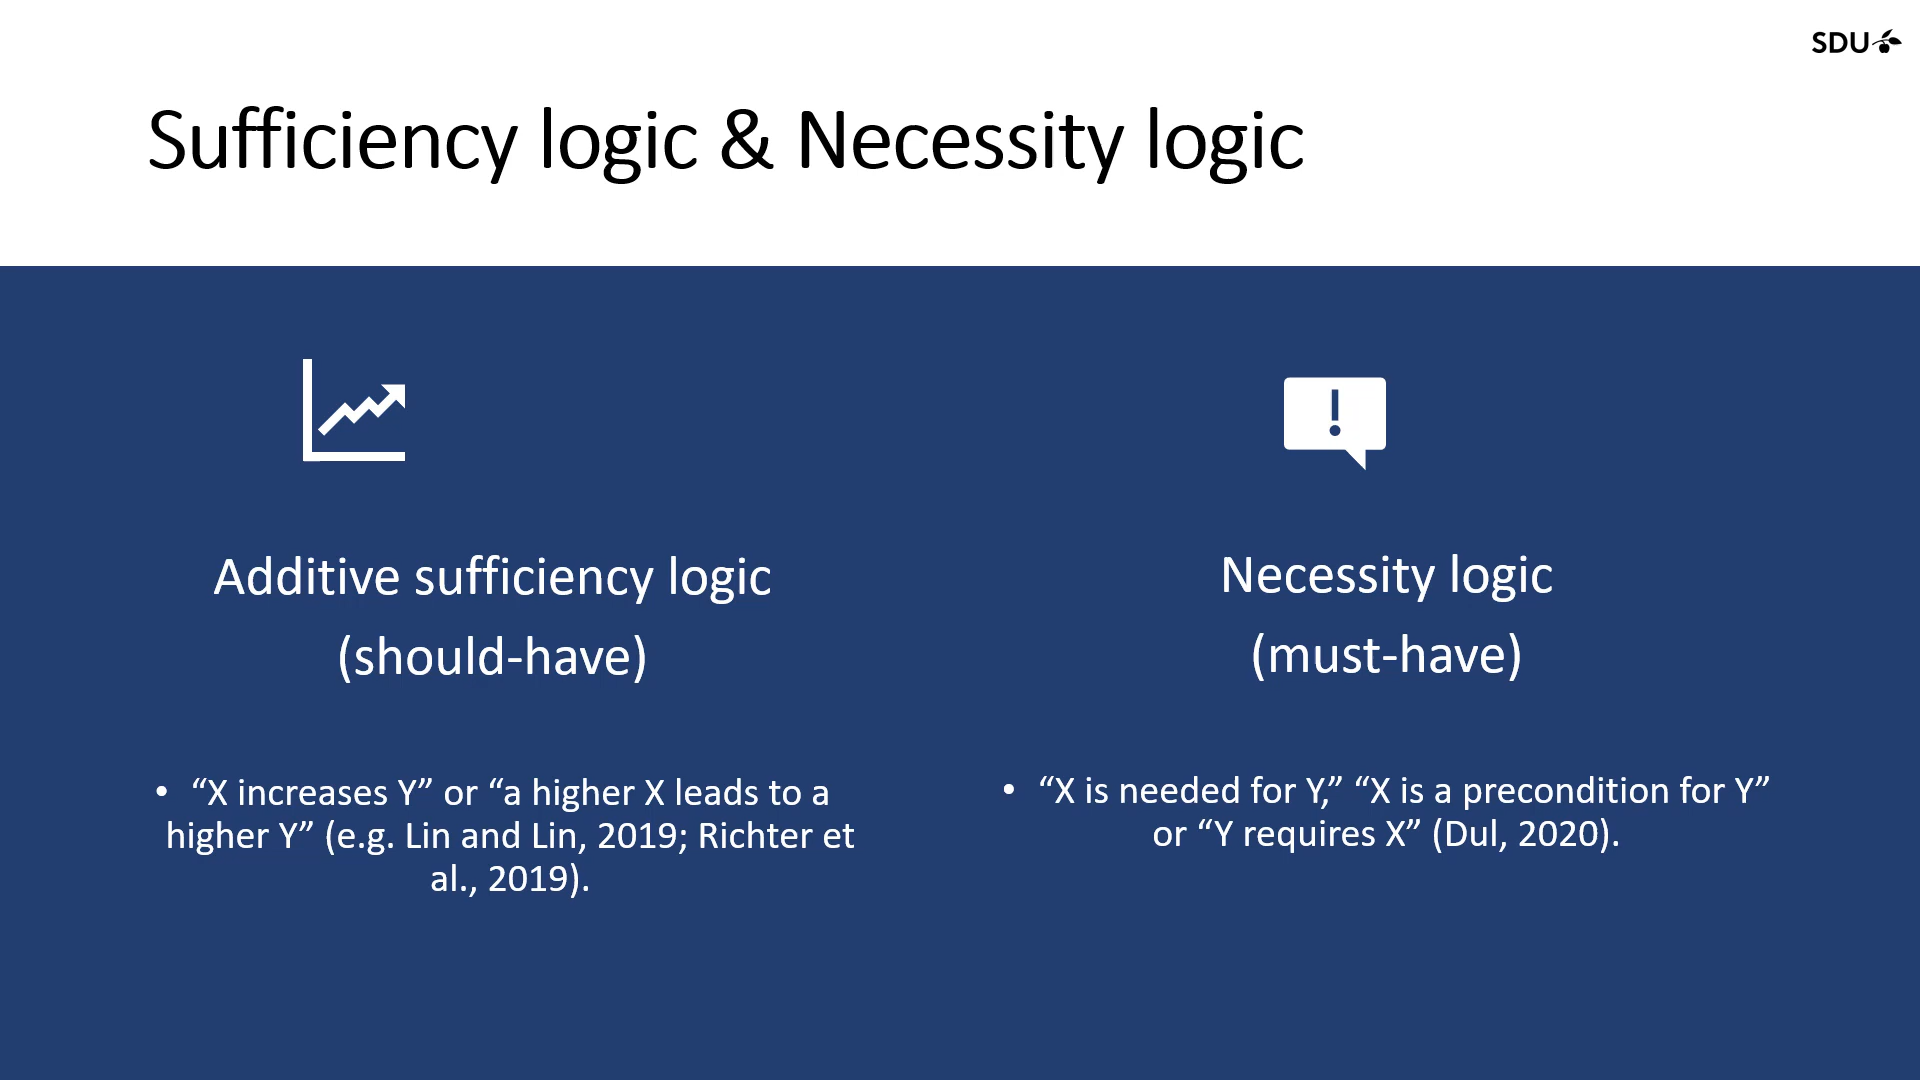 SDU
Sufficiency logic & Necessity logic
!
Additive sufficiency logic
(should-have)
• “X increases Y” or “a higher X leads to a
higher Y” (e.g. Lin and Lin, 2019; Richter et
al., 2019).
Necessity logic
(must-have)
• “X is needed for Y,” “X is a precondition for Y”
or “Y requires X” (Dul, 2020).